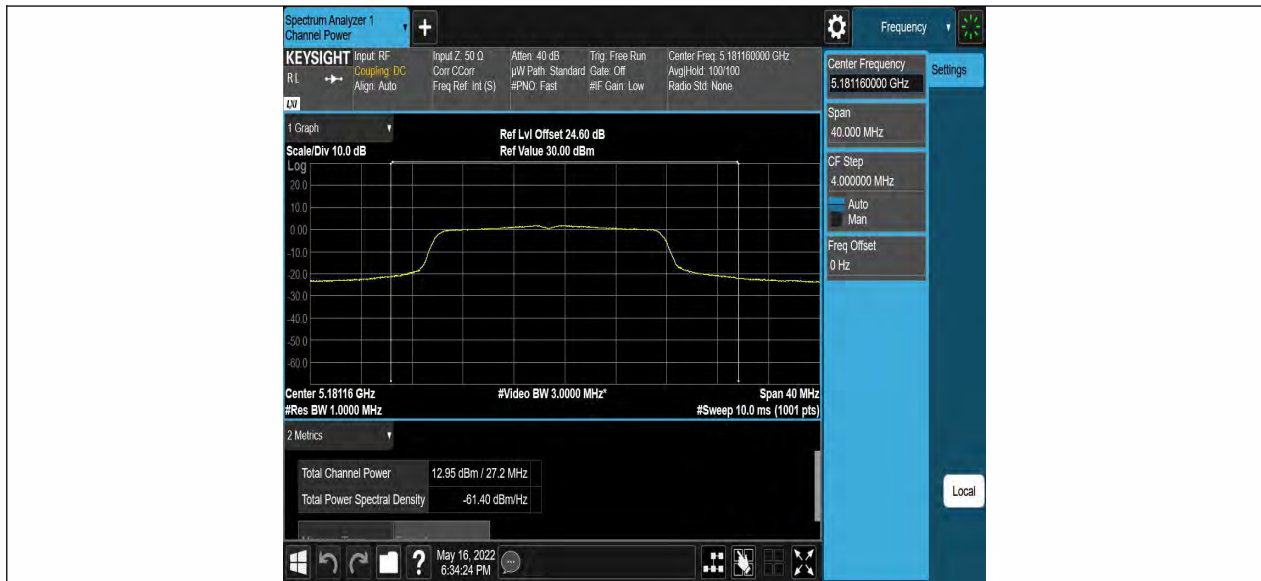 Spectrum Analyzer 1
Channel Power
Frequency
KEYSIGHT
RL
LXI
Input: RF
Coupling: DC
Align: Auto
Input Z: 50 Ω
Corr CCorr
Freq Ref: Int (S)
Atten: 40 dB
µW Path: Standard
#PNO: Fast
Trig: Free Run
Gate: Off
#IF Gain: Low
Center Freq: 5.181160000 GHz
Avg|Hold: 100/100
Radio Std: None
1 Graph
Scale/Div 10.0 dB
Ref Lvl Offset 24.60 dB
Ref Value 30.00 dBm
Log
20.0
10.0
0.00
-10.0
-20.0
-30.0
-40.0
-50.0
-60.0
Center 5.18116 GHz
#Res BW 1.0000 MHz
#Video BW 3.0000 MHz*
Span 40 MHz
#Sweep 10.0 ms (1001 pts)
2 Metrics
Total Channel Power 12.95 dBm / 27.2 MHz
Total Power Spectral Density -61.40 dBm/Hz
May 16, 2022
6:34:24 PM
Center Frequency
5.181160000 GHz
Span
40.000 MHz
CF Step
4.000000 MHz
Auto
Man
Freq Offset
0 Hz
Settings
Local